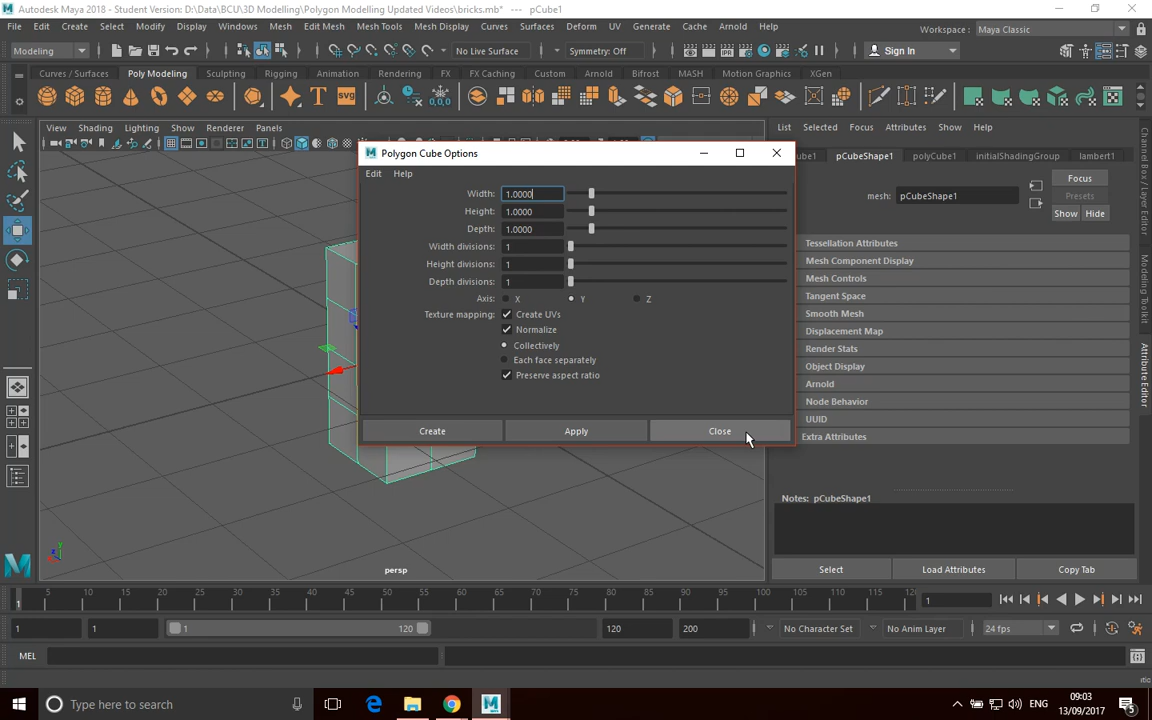 Autodesk Maya 2018 - Student Version: D:\Data\BCU\3D Modelling\Polygon Modelling Updated Videos\bricks.mb* --- pCube1
File Edit Create Select Modify Display Windows Mesh Edit Mesh Mesh Tools Mesh Display Curves Surfaces Deform UV Generate Cache Arnold Help
Workspace: Maya Classic
Modeling No Live Surface Symmetry: Off Sign In
Curves / Surfaces Poly Modeling Sculpting Rigging Animation Rendering FX FX Caching Custom Arnold Bifrost MASH Motion Graphics XGen
SVG
View Shading Lighting Show Renderer Panels
List Selected Focus Attributes Show Help
Polygon Cube Options
Edit Help
Width: 1.0000
Height: 1.0000
Depth: 1.0000
Width divisions: 1
Height divisions: 1
Depth divisions: 1
Axis: X Y Z
Texture mapping: Create UVs
Normalize
Collectively
Each face separately
Preserve aspect ratio
Create Apply Close
pCubeShape1 polyCube1 initialShadingGroup lambert1
mesh: pCubeShape1
Focus
Presets
Show Hide
Tessellation Attributes
Mesh Component Display
Mesh Controls
Tangent Space
Smooth Mesh
Displacement Map
Render Stats
Object Display
Arnold
Node Behavior
UUID
Extra Attributes
Notes: pCubeShape1
Select Load Attributes Copy Tab
Channel Box / Layer Editor
Modeling Toolkit
Attribute Editor
persp
5 10 15 20 25 30 35 40 45 50 55 60 65 70 75 80 85 90 95 100 105 110 115
1 1
1 1 1 120 120 200 No Character Set No Anim Layer 24 fps
MEL
Type here to search
ENG
09:03
13/09/2017
5